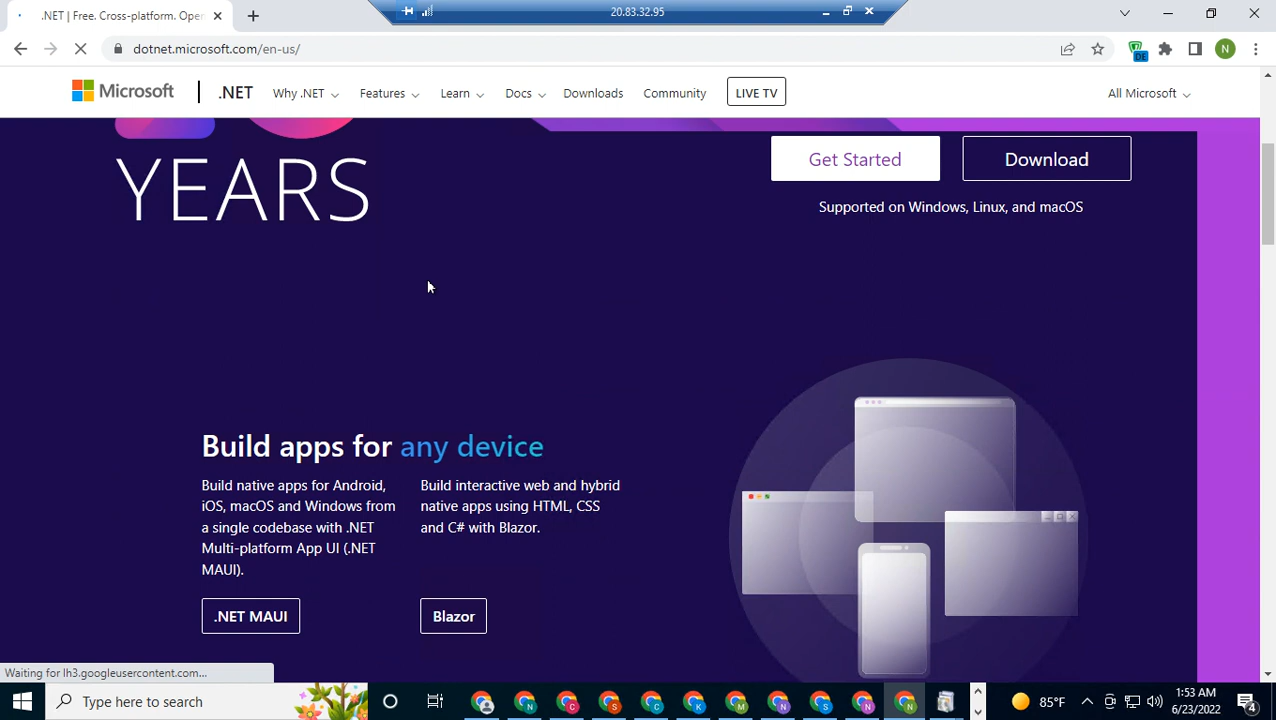 .NET | Free. Cross-platform. Open
20.83.32.95
dotnet.microsoft.com/en-us/
DE
N
Microsoft
.NET
Why .NET
Features
Learn
Docs
Downloads
Community
LIVE TV
All Microsoft
YEARS
Get Started
Download
Supported on Windows, Linux, and macOS
Build apps for any device
Build native apps for Android,
iOS, macOS and Windows from
a single codebase with .NET
Multi-platform App UI (.NET
MAUI).
Build interactive web and hybrid
native apps using HTML, CSS
and C# with Blazor.
.NET MAUI
Blazor
Waiting for lh3.googleusercontent.com...
Type here to search
N
C
S
C
K
M
N
S
N
N
85°F
1:53 AM
6/23/2022
4